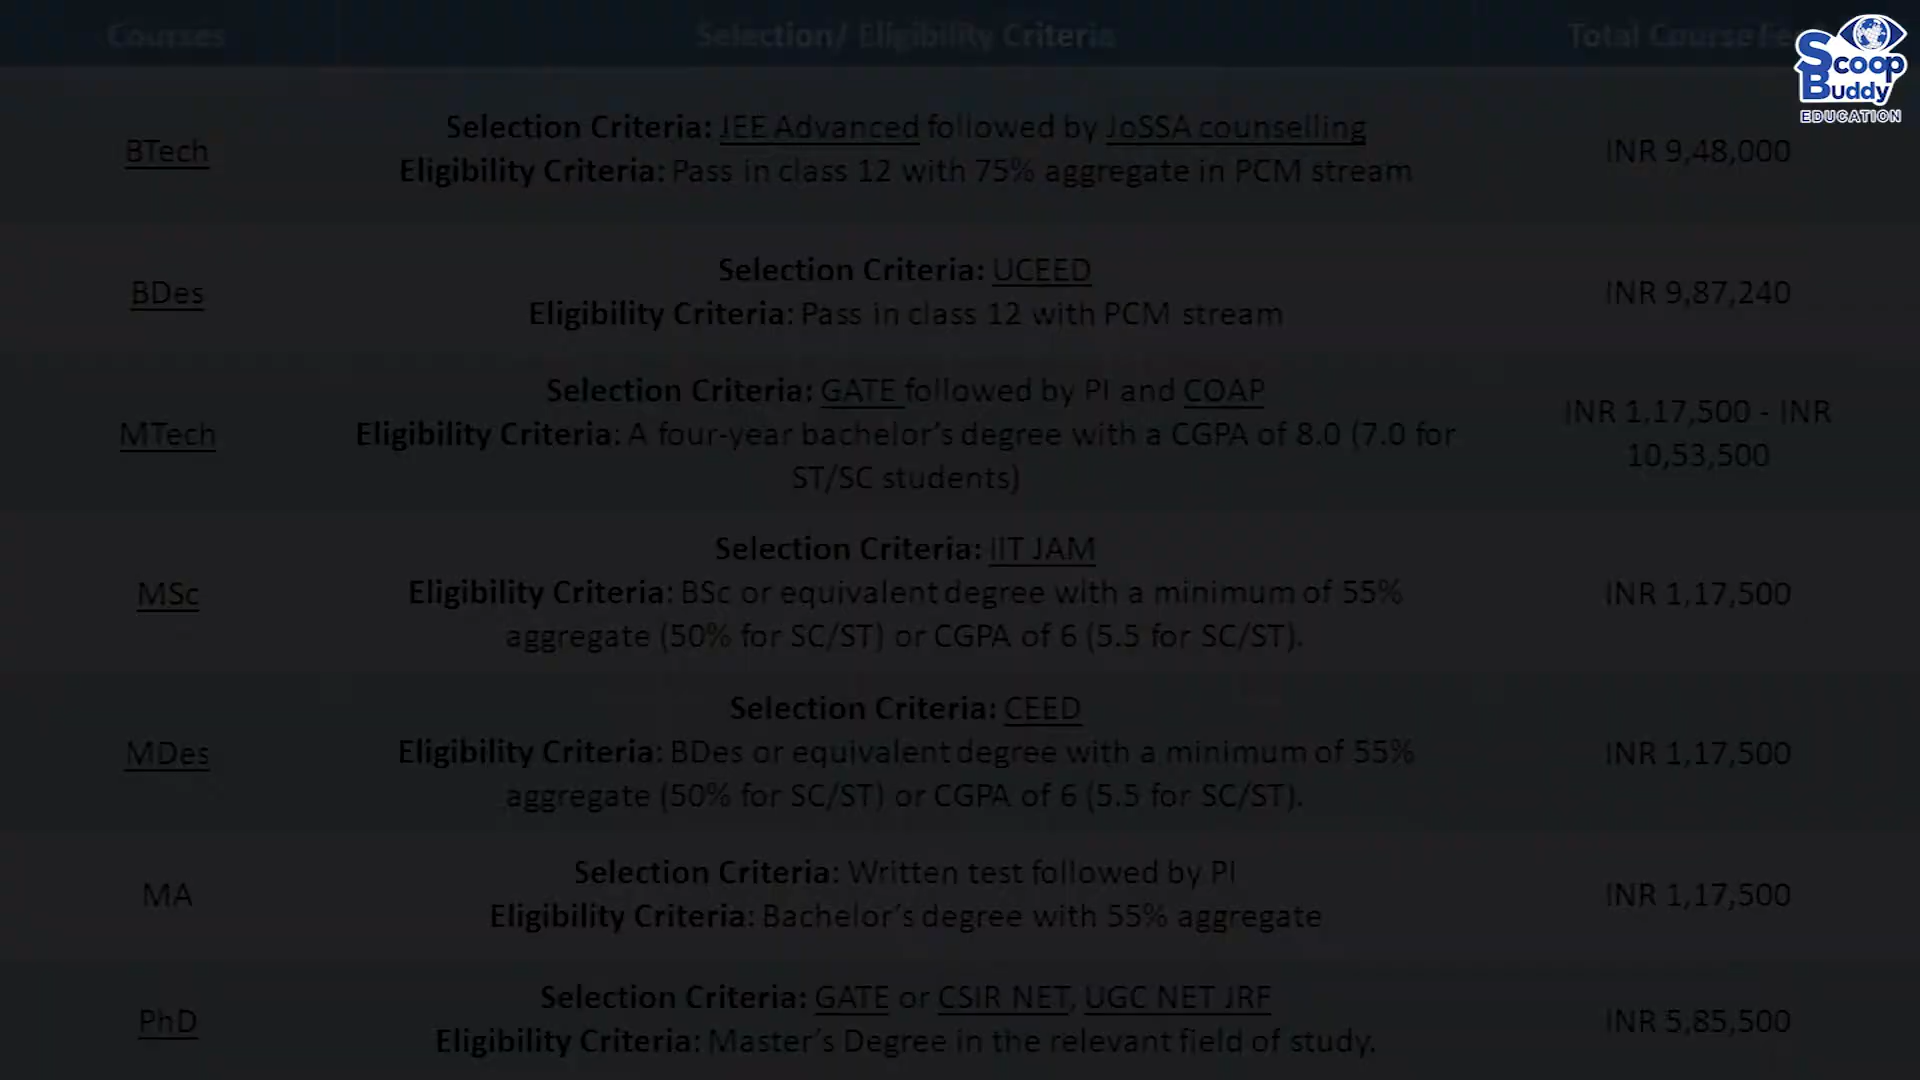 Courses
Selection/ Eligibility Criteria
Total Course
Scoop
Buddy
EDUCATION
BTech
Selection Criteria: JEE Advanced followed by JoSSA counselling
Eligibility Criteria: Pass in class 12 with 75% aggregate in PCM stream
INR 9,48,000
BDes
Selection Criteria: UCEED
Eligibility Criteria: Pass in class 12 with PCM stream
INR 9,87,240
MTech
Selection Criteria: GATE followed by PI and COAP
Eligibility Criteria: A four-year bachelor’s degree with a CGPA of 8.0 (7.0 for
ST/SC students)
INR 1,17,500 - INR
10,53,500
MSc
Selection Criteria: IIT JAM
Eligibility Criteria: BSc or equivalent degree with a minimum of 55%
aggregate (50% for SC/ST) or CGPA of 6 (5.5 for SC/ST).
INR 1,17,500
MDes
Selection Criteria: CEED
Eligibility Criteria: BDes or equivalent degree with a minimum of 55%
aggregate (50% for SC/ST) or CGPA of 6 (5.5 for SC/ST).
INR 1,17,500
MA
Selection Criteria: Written test followed by PI
Eligibility Criteria: Bachelor’s degree with 55% aggregate
INR 1,17,500
PhD
Selection Criteria: GATE or CSIR NET, UGC NET JRF
Eligibility Criteria: Master’s Degree in the relevant field of study.
INR 5,85,500